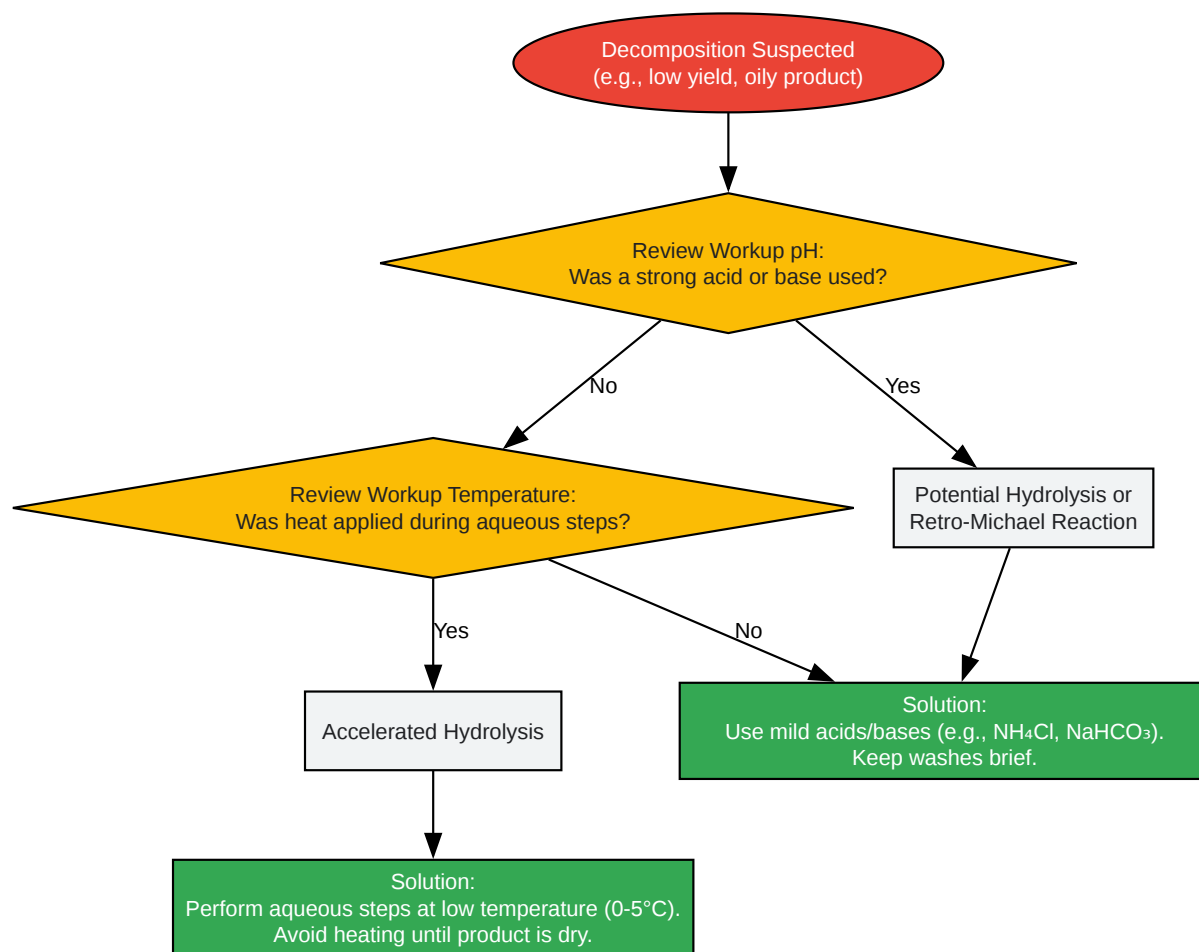 Decomposition Suspected
(e.g., low yield, oily product)
Review Workup pH:
Was a strong acid or base used?
No
Yes
Review Workup Temperature:
Was heat applied during aqueous steps?
Potential Hydrolysis or
Retro-Michael Reaction
Yes
No
Accelerated Hydrolysis
Solution:
Use mild acids/bases (e.g., NH₄Cl, NaHCO₃).
Keep washes brief.
Solution:
Perform aqueous steps at low temperature (0-5°C).
Avoid heating until product is dry.